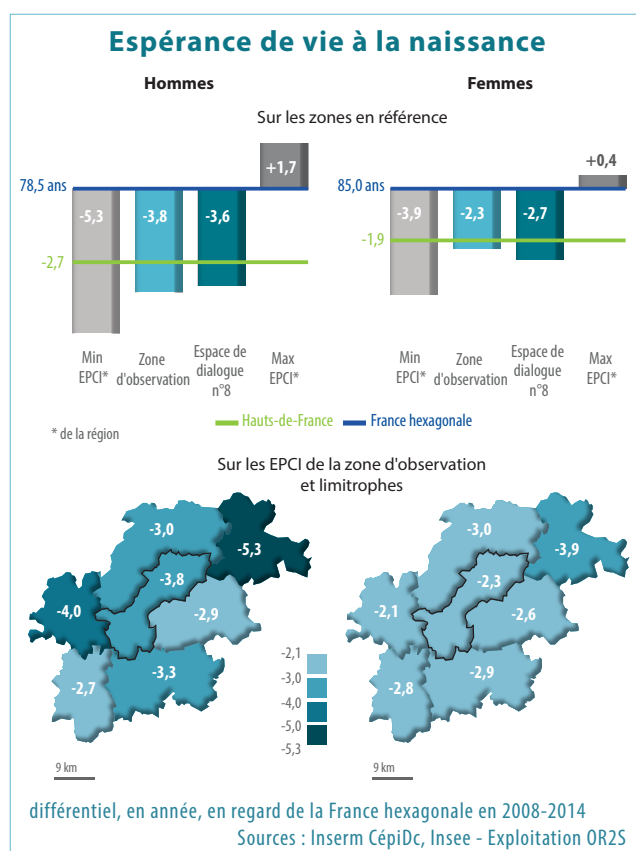 Espérance de vie à la naissance
Hommes
Femmes
Sur les zones en référence
+1,7
78,5 ans
-5,3
-3,8
-3,6
-2,7
Min
EPCI*
Zone
d'observation
Espace de
dialogue
n°8
Max
EPCI*
+0,4
85,0 ans
-3,9
-2,3
-2,7
-1,9
Min
EPCI*
Zone
d'observation
Espace de
dialogue
n°8
Max
EPCI*
Hauts-de-France
France hexagonale
* de la région
Sur les EPCI de la zone d'observation
et limitrophes
-3,0
-5,3
-3,8
-4,0
-2,9
-2,7
-3,3
9 km
-2,1
-3,0
-4,0
-5,0
-5,3
-3,0
-3,9
-2,3
-2,1
-2,6
-2,8
-2,9
9 km
différentiel, en année, en regard de la France hexagonale en 2008-2014
Sources : Inserm CépiDc, Insee - Exploitation OR2S